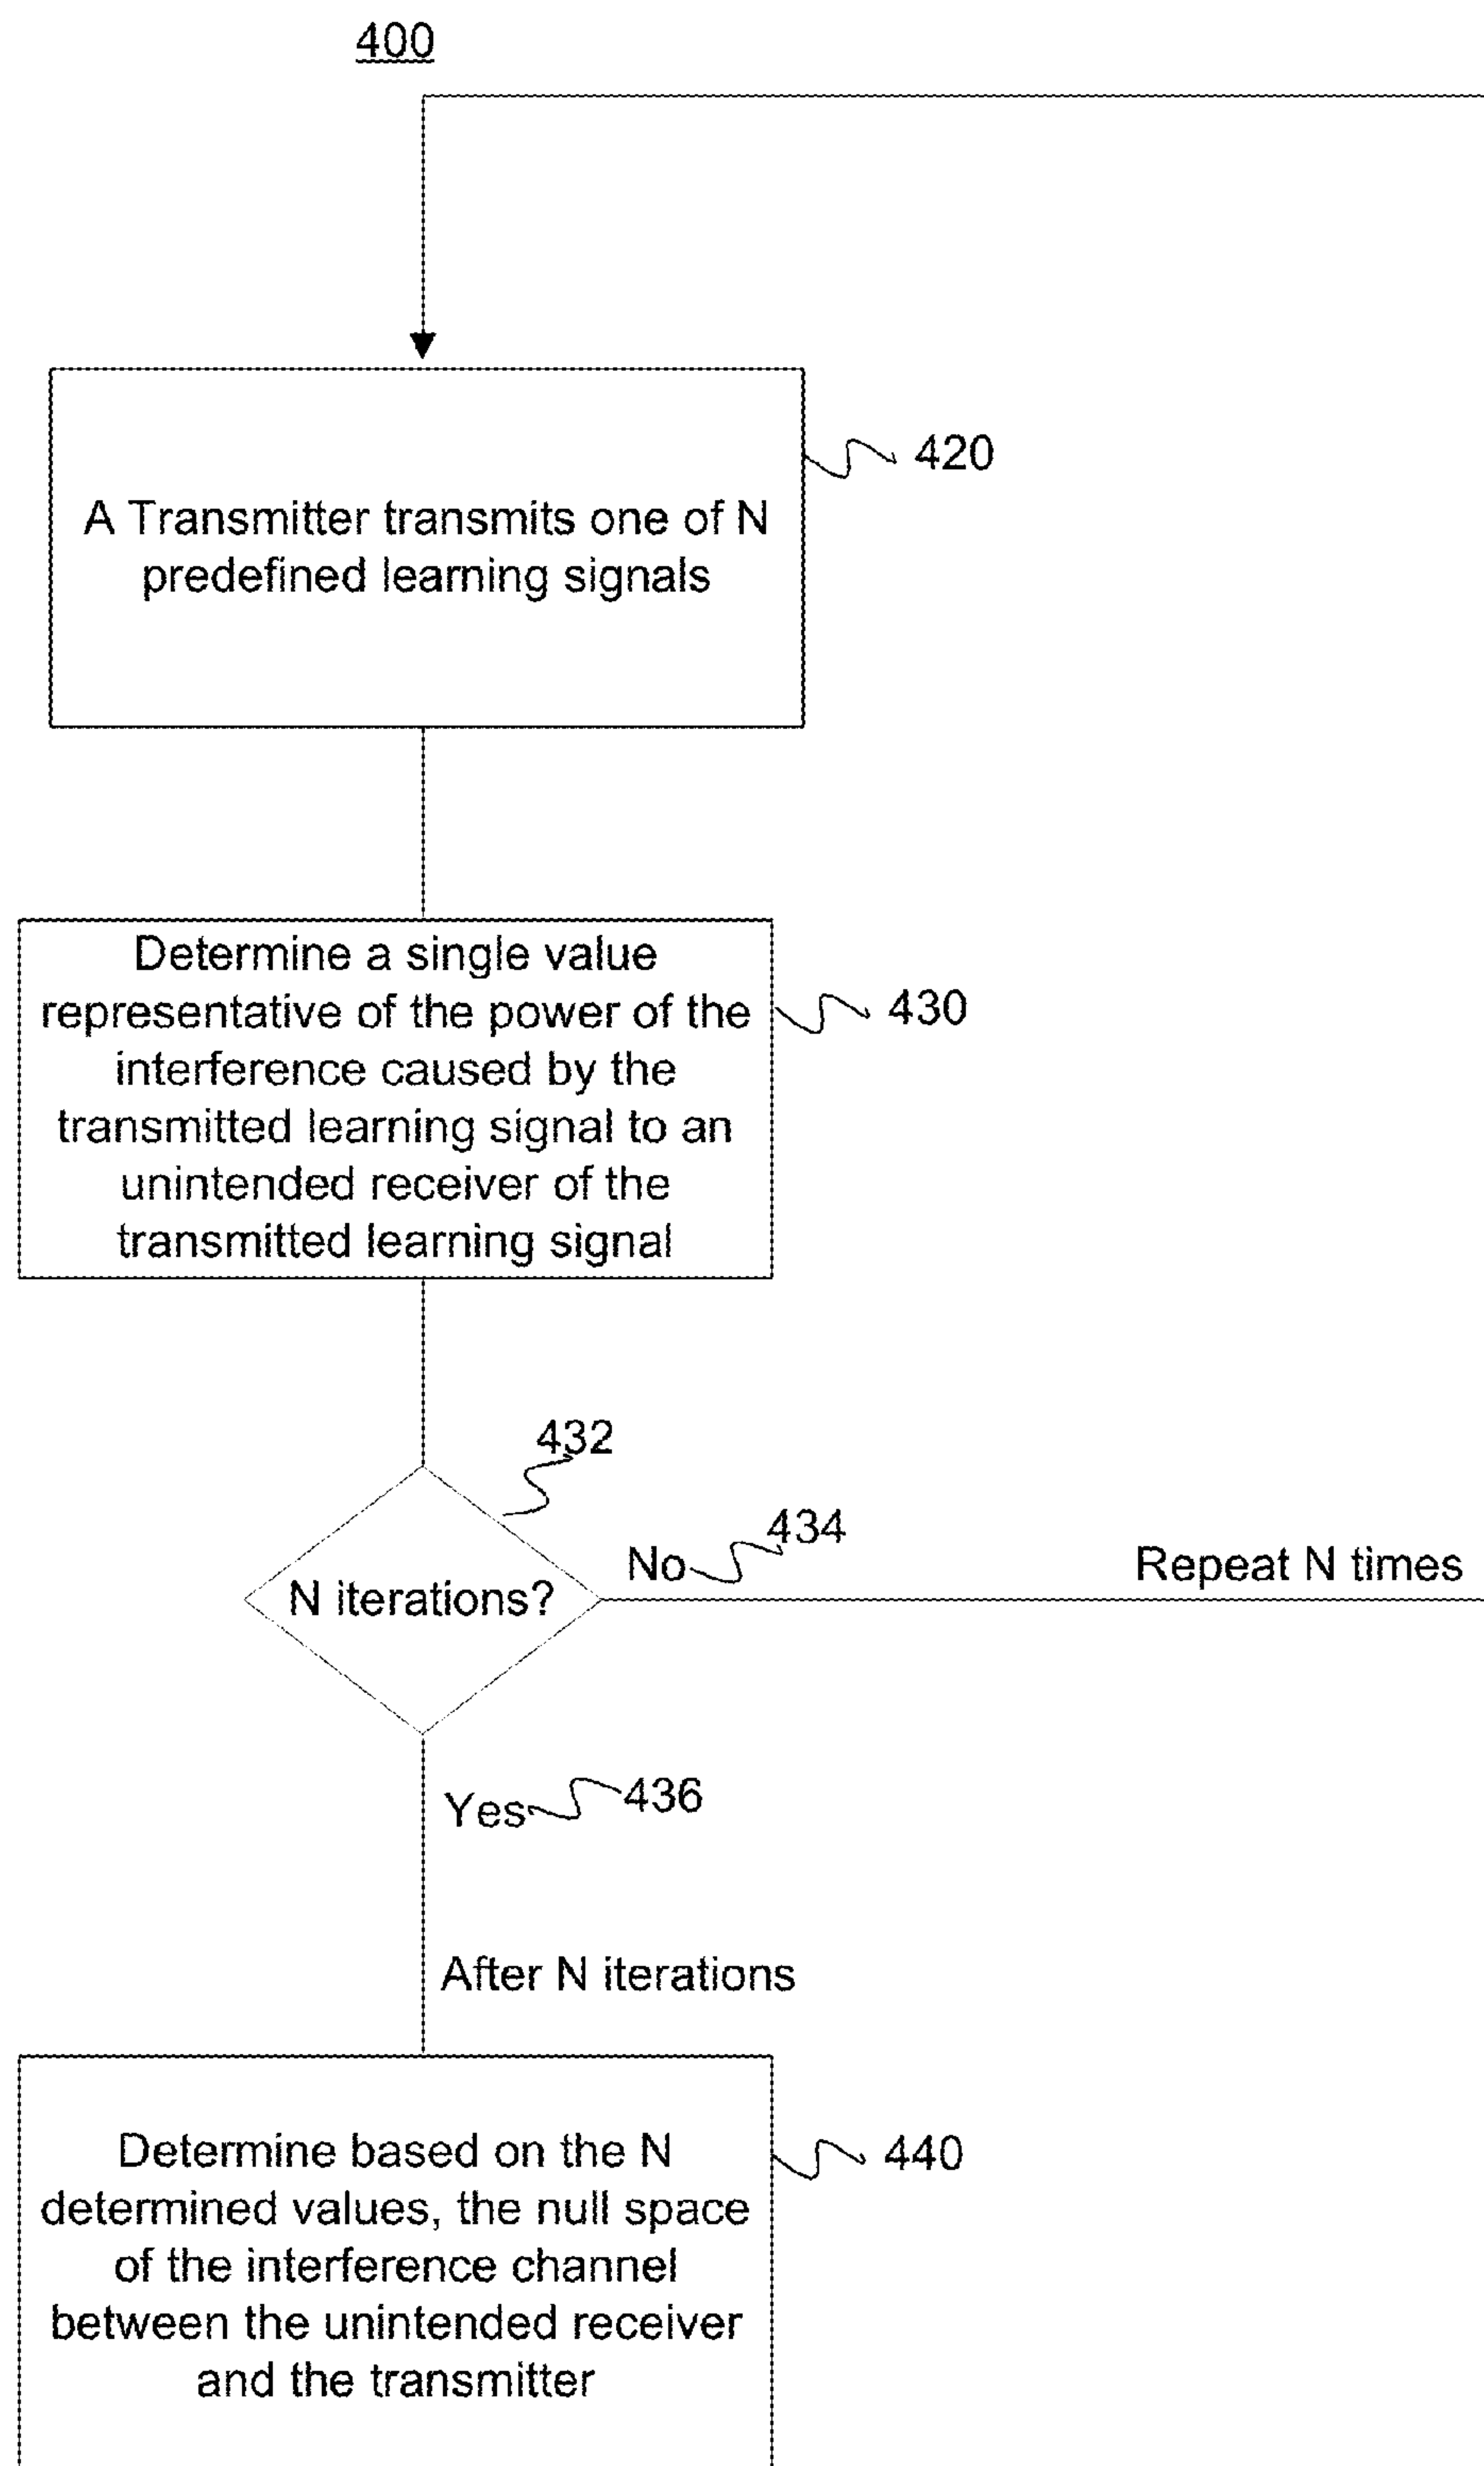 400
A Transmitter transmits one of N
predefined learning signals
420
Determine a single value
representative of the power of the
interference caused by the
transmitted learning signal to an
unintended receiver of the
transmitted learning signal
430
432
N iterations?
No
434
Repeat N times
Yes
436
After N iterations
Determine based on the N
determined values, the null space
of the interference channel
between the unintended receiver
and the transmitter
440